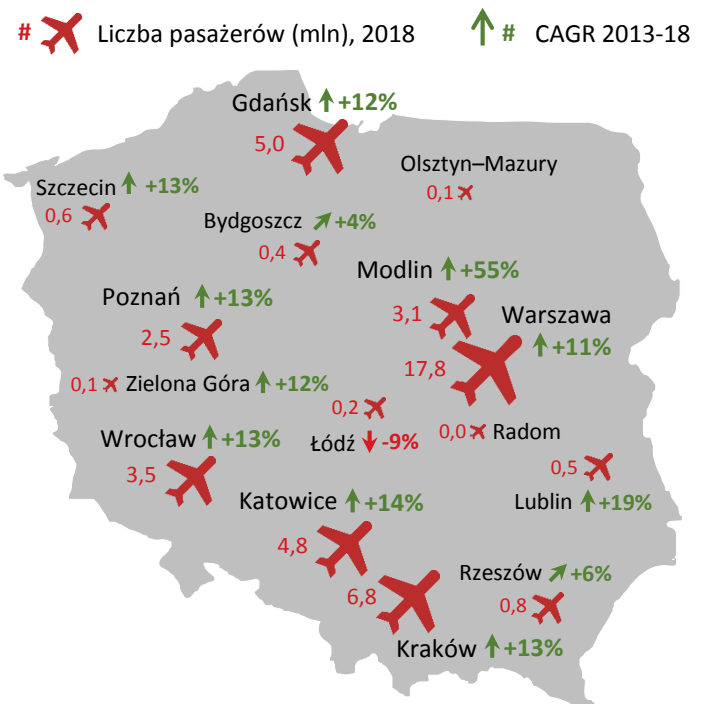 # Liczba pasażerów (mln), 2018
# CAGR 2013-18
Gdańsk +12%
5,0
Olsztyn–Mazury
0,1
Szczecin +13%
0,6
Bydgoszcz +4%
0,4
Modlin +55%
3,1
Poznań +13%
2,5
Warszawa
+11%
17,8
0,1 Zielona Góra +12%
0,2
Łódź -9%
0,0 Radom
Wrocław +13%
3,5
0,5
Lublin +19%
Katowice +14%
4,8
Rzeszów +6%
0,8
6,8
Kraków +13%